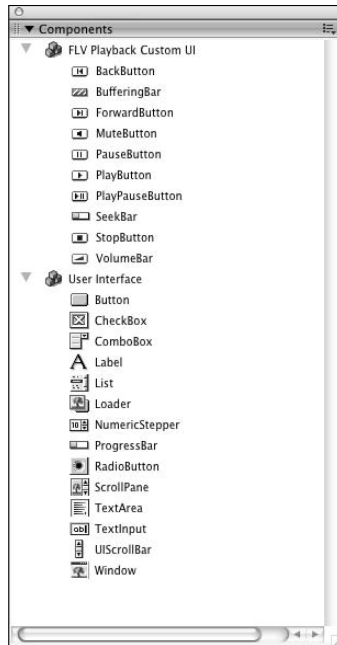 Components
FLV Playback Custom UI
BackButton
BufferingBar
ForwardButton
MuteButton
PauseButton
PlayButton
PlayPauseButton
SeekBar
StopButton
VolumeBar
User Interface
Button
CheckBox
ComboBox
Label
List
Loader
NumericStepper
ProgressBar
RadioButton
ScrollPane
TextArea
TextInput
UIScrollBar
Window